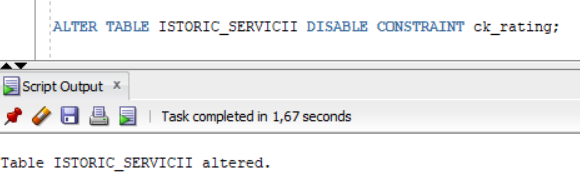 ALTER TABLE ISTORIC_SERVICII DISABLE CONSTRAINT ck_rating;
Script Output x
Task completed in 1,67 seconds
Table ISTORIC_SERVICII altered.